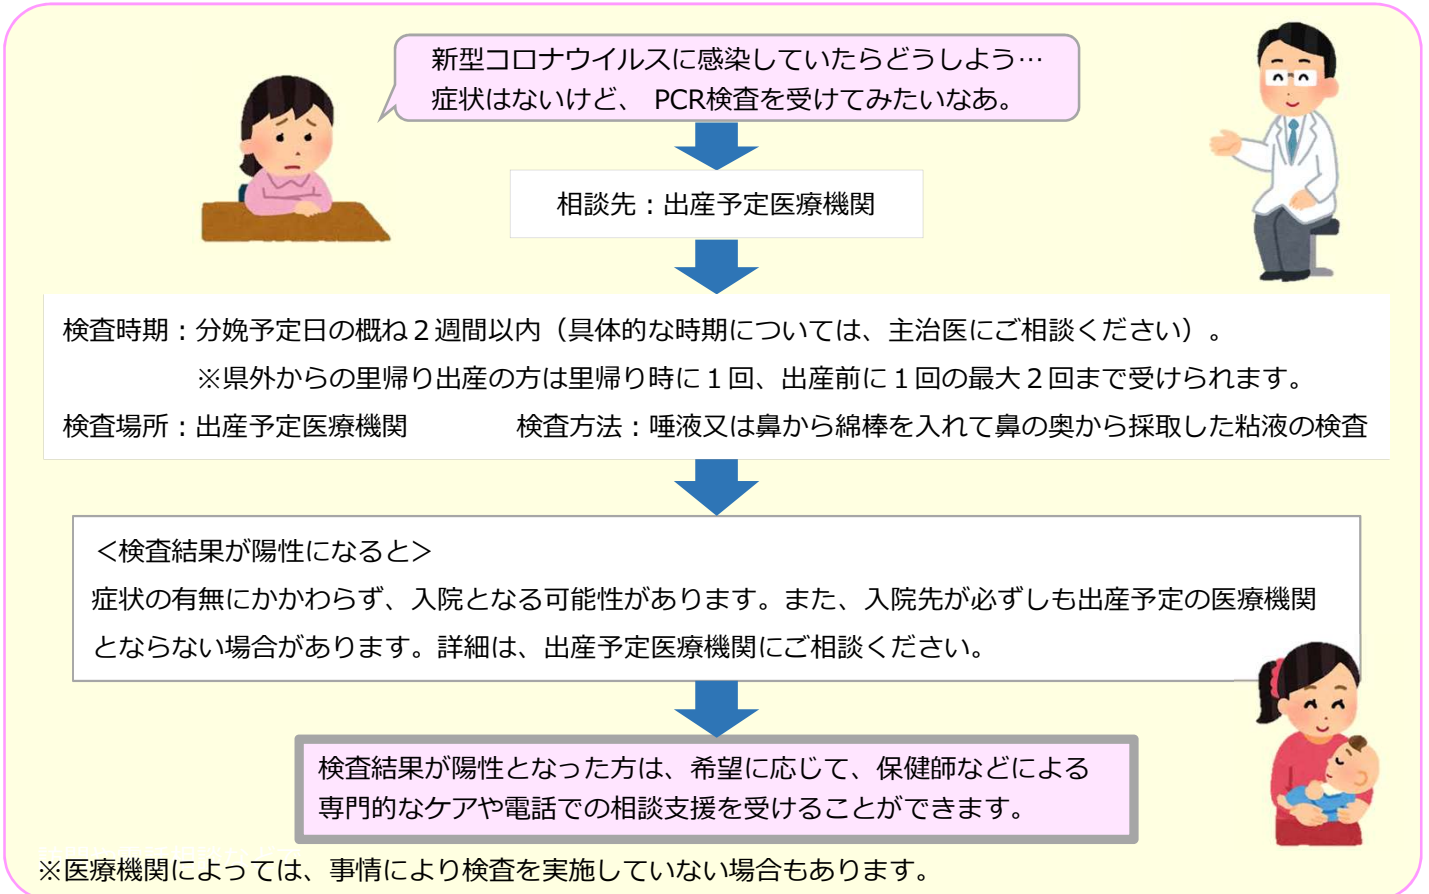 新型コロナウイルスに感染していたらどうしよう…
症状はないけど、 PCR検査を受けてみたいなあ。
相談先：出産予定医療機関
検査時期：分娩予定日の概ね２週間以内（具体的な時期については、主治医にご相談ください）。
※県外からの里帰り出産の方は里帰り時に１回、出産前に１回の最大２回まで受けられます。
検査場所：出産予定医療機関　　　　検査方法：唾液又は鼻から綿棒を入れて鼻の奥から採取した粘液の検査
＜検査結果が陽性になると＞
症状の有無にかかわらず、入院となる可能性があります。また、入院先が必ずしも出産予定の医療機関
とならない場合があります。詳細は、出産予定医療機関にご相談ください。
検査結果が陽性となった方は、希望に応じて、保健師などによる
専門的なケアや電話での相談支援を受けることができます。
※医療機関によっては、事情により検査を実施していない場合もあります。